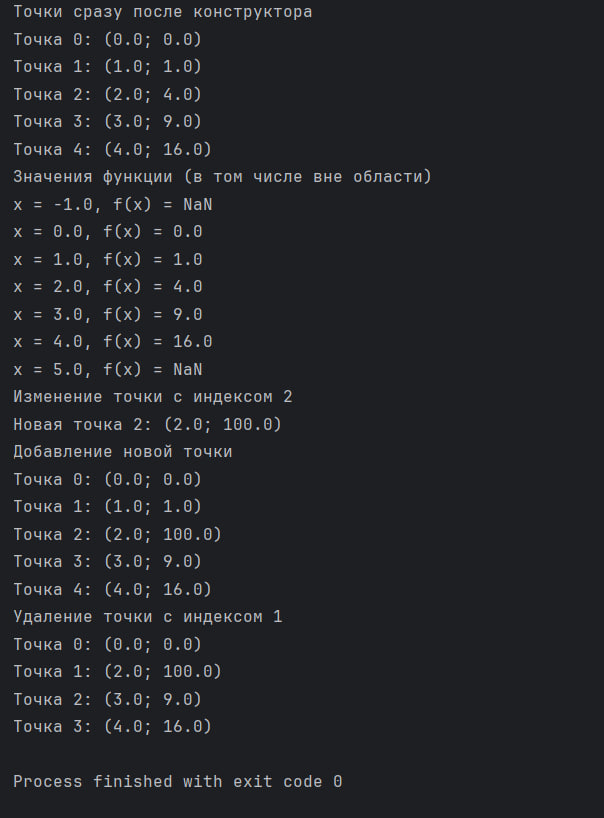 Точки сразу после конструктора
Точка 0: (0.0; 0.0)
Точка 1: (1.0; 1.0)
Точка 2: (2.0; 4.0)
Точка 3: (3.0; 9.0)
Точка 4: (4.0; 16.0)
Значения функции (в том числе вне области)
x = -1.0, f(x) = NaN
x = 0.0, f(x) = 0.0
x = 1.0, f(x) = 1.0
x = 2.0, f(x) = 4.0
x = 3.0, f(x) = 9.0
x = 4.0, f(x) = 16.0
x = 5.0, f(x) = NaN
Изменение точки с индексом 2
Новая точка 2: (2.0; 100.0)
Добавление новой точки
Точка 0: (0.0; 0.0)
Точка 1: (1.0; 1.0)
Точка 2: (2.0; 100.0)
Точка 3: (3.0; 9.0)
Точка 4: (4.0; 16.0)
Удаление точки с индексом 1
Точка 0: (0.0; 0.0)
Точка 1: (2.0; 100.0)
Точка 2: (3.0; 9.0)
Точка 3: (4.0; 16.0)
Process finished with exit code 0